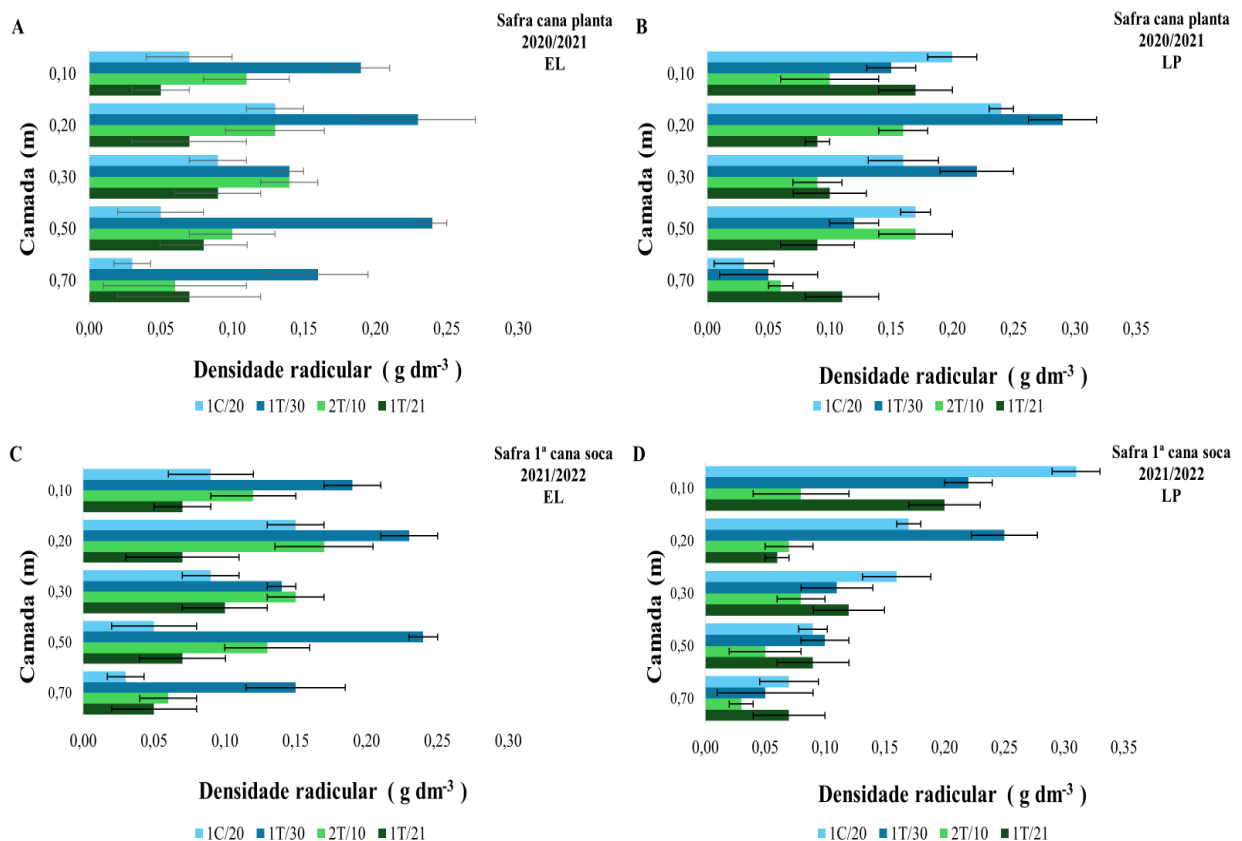 A
Safra cana planta
2020/2021
EL
Camada (m)
0,10
0,20
0,30
0,50
0,70
0,00 0,05 0,10 0,15 0,20 0,25 0,30
Densidade radicular ( g dm-3 )
1C/20 1T/30 2T/10 1T/21
B
Safra cana planta
2020/2021
LP
Camada (m)
0,10
0,20
0,30
0,50
0,70
0,00 0,05 0,10 0,15 0,20 0,25 0,30 0,35
Densidade radicular ( g dm-3 )
1C/20 1T/30 2T/10 1T/21
C
Safra 1ª cana soca
2021/2022
EL
Camada (m)
0,10
0,20
0,30
0,50
0,70
0,00 0,05 0,10 0,15 0,20 0,25 0,30
Densidade radicular ( g dm-3 )
1C/20 1T/30 2T/10 1T/21
D
Safra 1ª cana soca
2021/2022
LP
Camada (m)
0,10
0,20
0,30
0,50
0,70
0,00 0,05 0,10 0,15 0,20 0,25 0,30 0,35
Densidade radicular ( g dm-3 )
1C/20 1T/30 2T/10 1T/21